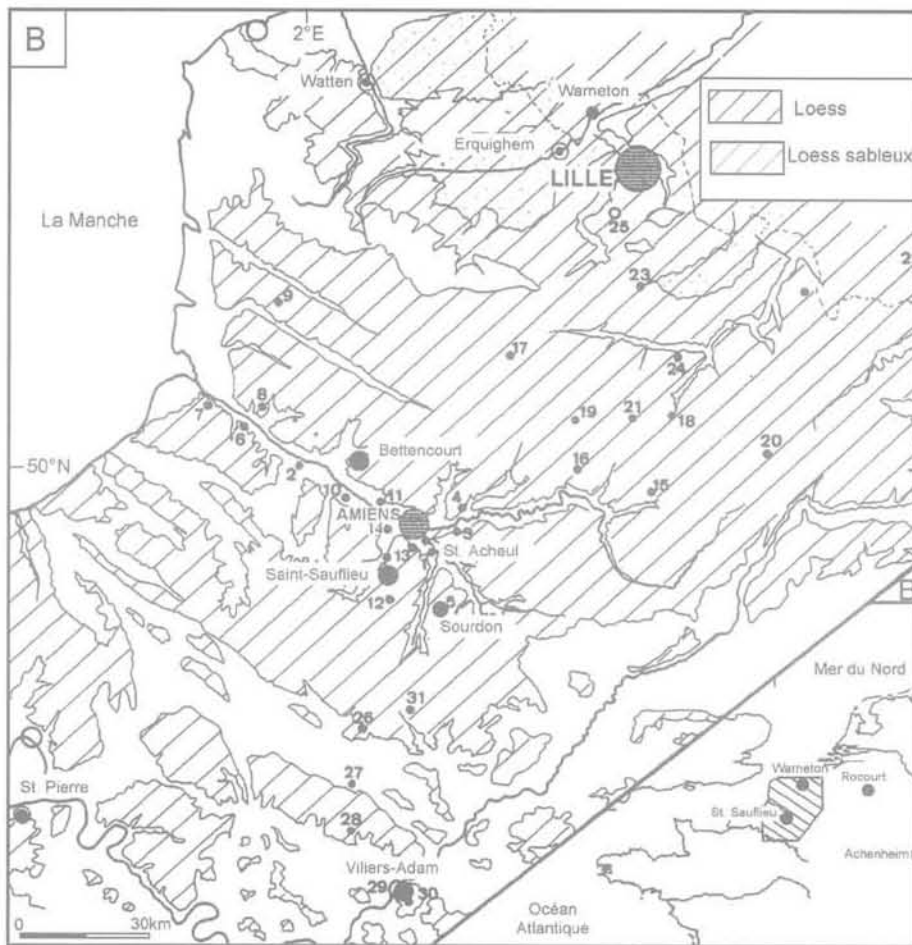 B
2°E
Watten
Warneton
Loess
Erquighem
Loess sableux
LILLE
La Manche
25
23
9
17
24
8
7
19
21
18
6
20
50°N
2
Bettencourt
16
10
11
4
15
AMIENS
14
3
13
St. Acheul
Saint-Sauflieu
12
5
Sourdon
Mer du Nord
31
26
Warneton
Rocourt
27
St. Pierre
St. Sauflieu
28
Achenheim
Viliers-Adam
29
30
0
30km
Océan
Atlantique